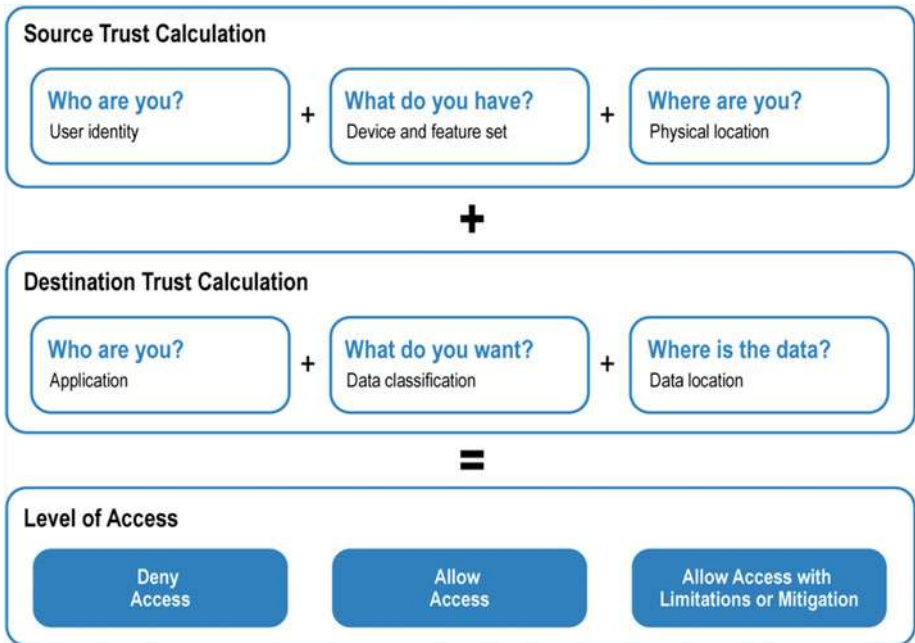 Source Trust Calculation
Who are you? + What do you have? + Where are you?
User identity Device and feature set Physical location
+
Destination Trust Calculation
Who are you? + What do you want? + Where is the data?
Application Data classification Data location
=
Level of Access
Deny Allow Allow Access with
Access Access Limitations or Mitigation